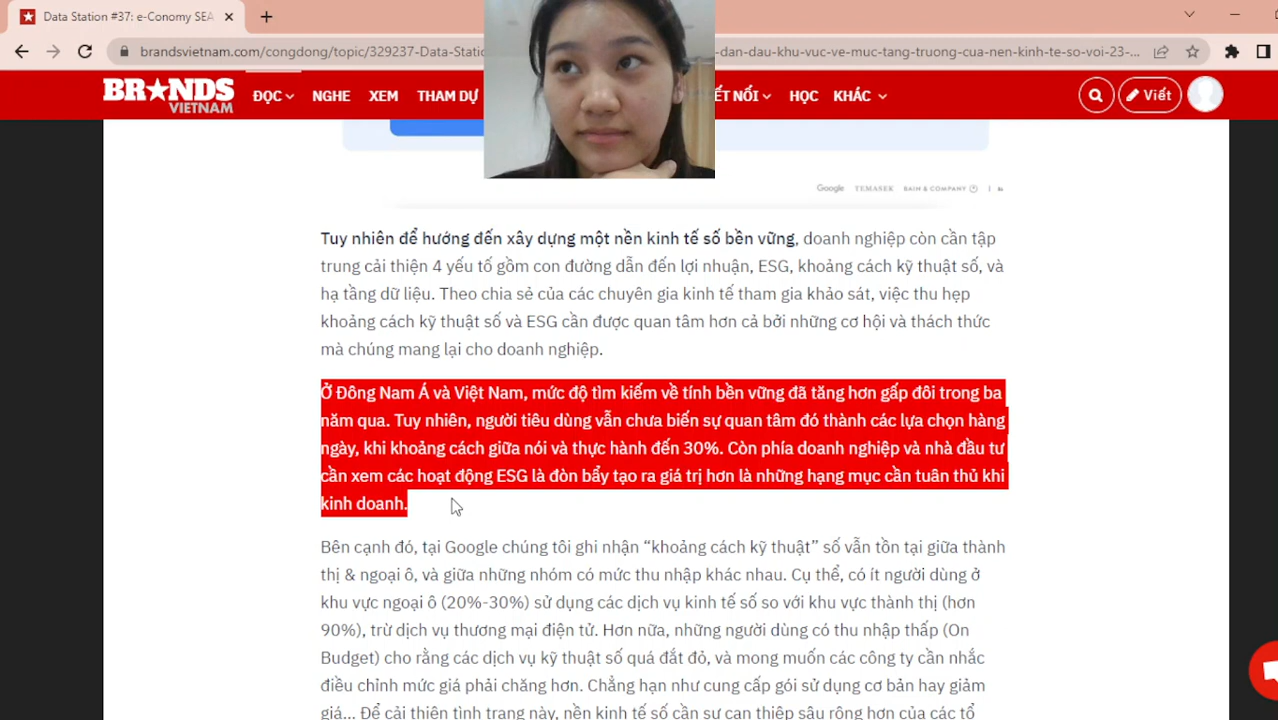 Data Station #37: e-Conomy SEA
brandsvietnam.com/congdong/topic/329237-Data-Stati
-dan-dau-khu-vuc-ve-muc-tang-truong-cua-nen-kinh-te-so-voi-23-...
BR★NDS
VIETNAM
ĐỌC
NGHE
XEM
THAM DỰ
ẾT NỐI
HỌC
KHÁC
Viết
Google TEMASEK BAIN & COMPANY
Tuy nhiên để hướng đến xây dựng một nền kinh tế số bền vững, doanh nghiệp còn cần tập
trung cải thiện 4 yếu tố gồm con đường dẫn đến lợi nhuận, ESG, khoảng cách kỹ thuật số, và
hạ tầng dữ liệu. Theo chia sẻ của các chuyên gia kinh tế tham gia khảo sát, việc thu hẹp
khoảng cách kỹ thuật số và ESG cần được quan tâm hơn cả bởi những cơ hội và thách thức
mà chúng mang lại cho doanh nghiệp.
Ở Đông Nam Á và Việt Nam, mức độ tìm kiếm về tính bền vững đã tăng hơn gấp đôi trong ba
năm qua. Tuy nhiên, người tiêu dùng vẫn chưa biến sự quan tâm đó thành các lựa chọn hàng
ngày, khi khoảng cách giữa nói và thực hành đến 30%. Còn phía doanh nghiệp và nhà đầu tư
cần xem các hoạt động ESG là đòn bẩy tạo ra giá trị hơn là những hạng mục cần tuân thủ khi
kinh doanh.
Bên cạnh đó, tại Google chúng tôi ghi nhận “khoảng cách kỹ thuật” số vẫn tồn tại giữa thành
thị & ngoại ô, và giữa những nhóm có mức thu nhập khác nhau. Cụ thể, có ít người dùng ở
khu vực ngoại ô (20%-30%) sử dụng các dịch vụ kinh tế số so với khu vực thành thị (hơn
90%), trừ dịch vụ thương mại điện tử. Hơn nữa, những người dùng có thu nhập thấp (On
Budget) cho rằng các dịch vụ kỹ thuật số quá đắt đỏ, và mong muốn các công ty cần nhắc
điều chỉnh mức giá phải chăng hơn. Chẳng hạn như cung cấp gói sử dụng cơ bản hay giảm
giá... Để cải thiện tình trạng này, nền kinh tế số cần sự can thiệp sâu rộng hơn của các tổ